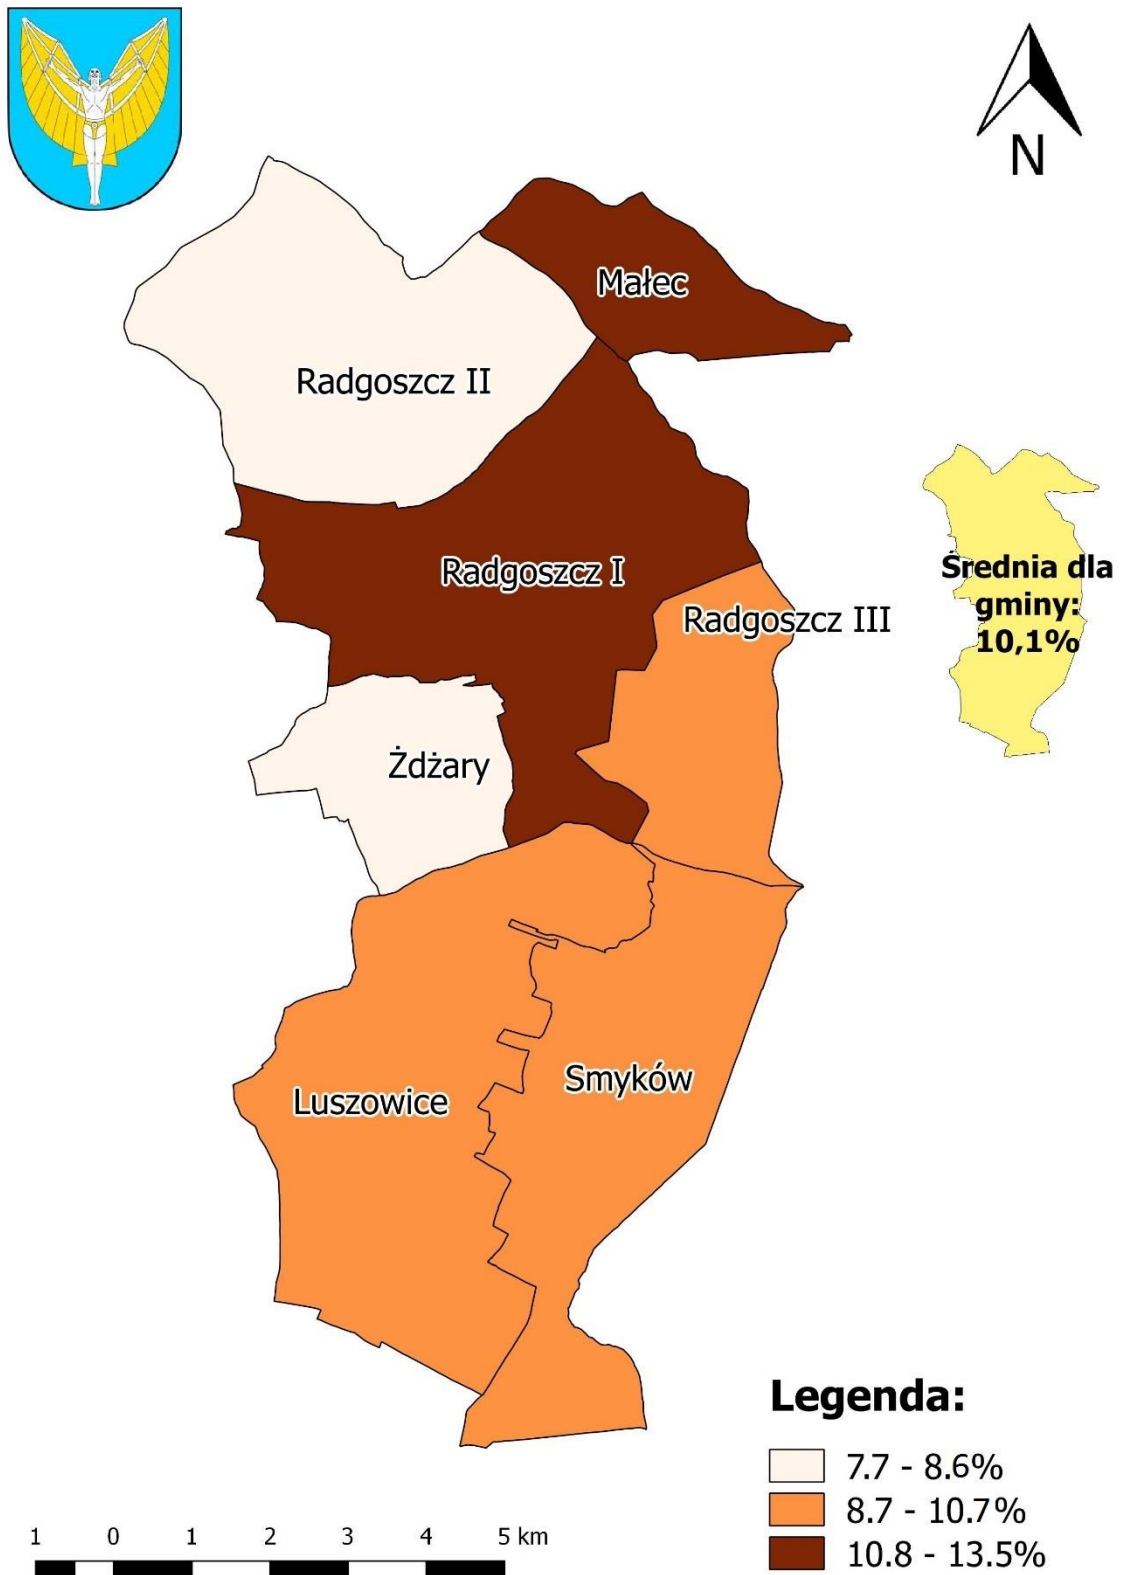 N
Małec
Radgoszcz II
Radgoszcz I
Średnia dla
gminy:
10,1%
Radgoszcz III
Żdżary
Smyków
Luszowice
Legenda:
7.7 - 8.6%
8.7 - 10.7%
10.8 - 13.5%
1 0 1 2 3 4 5 km